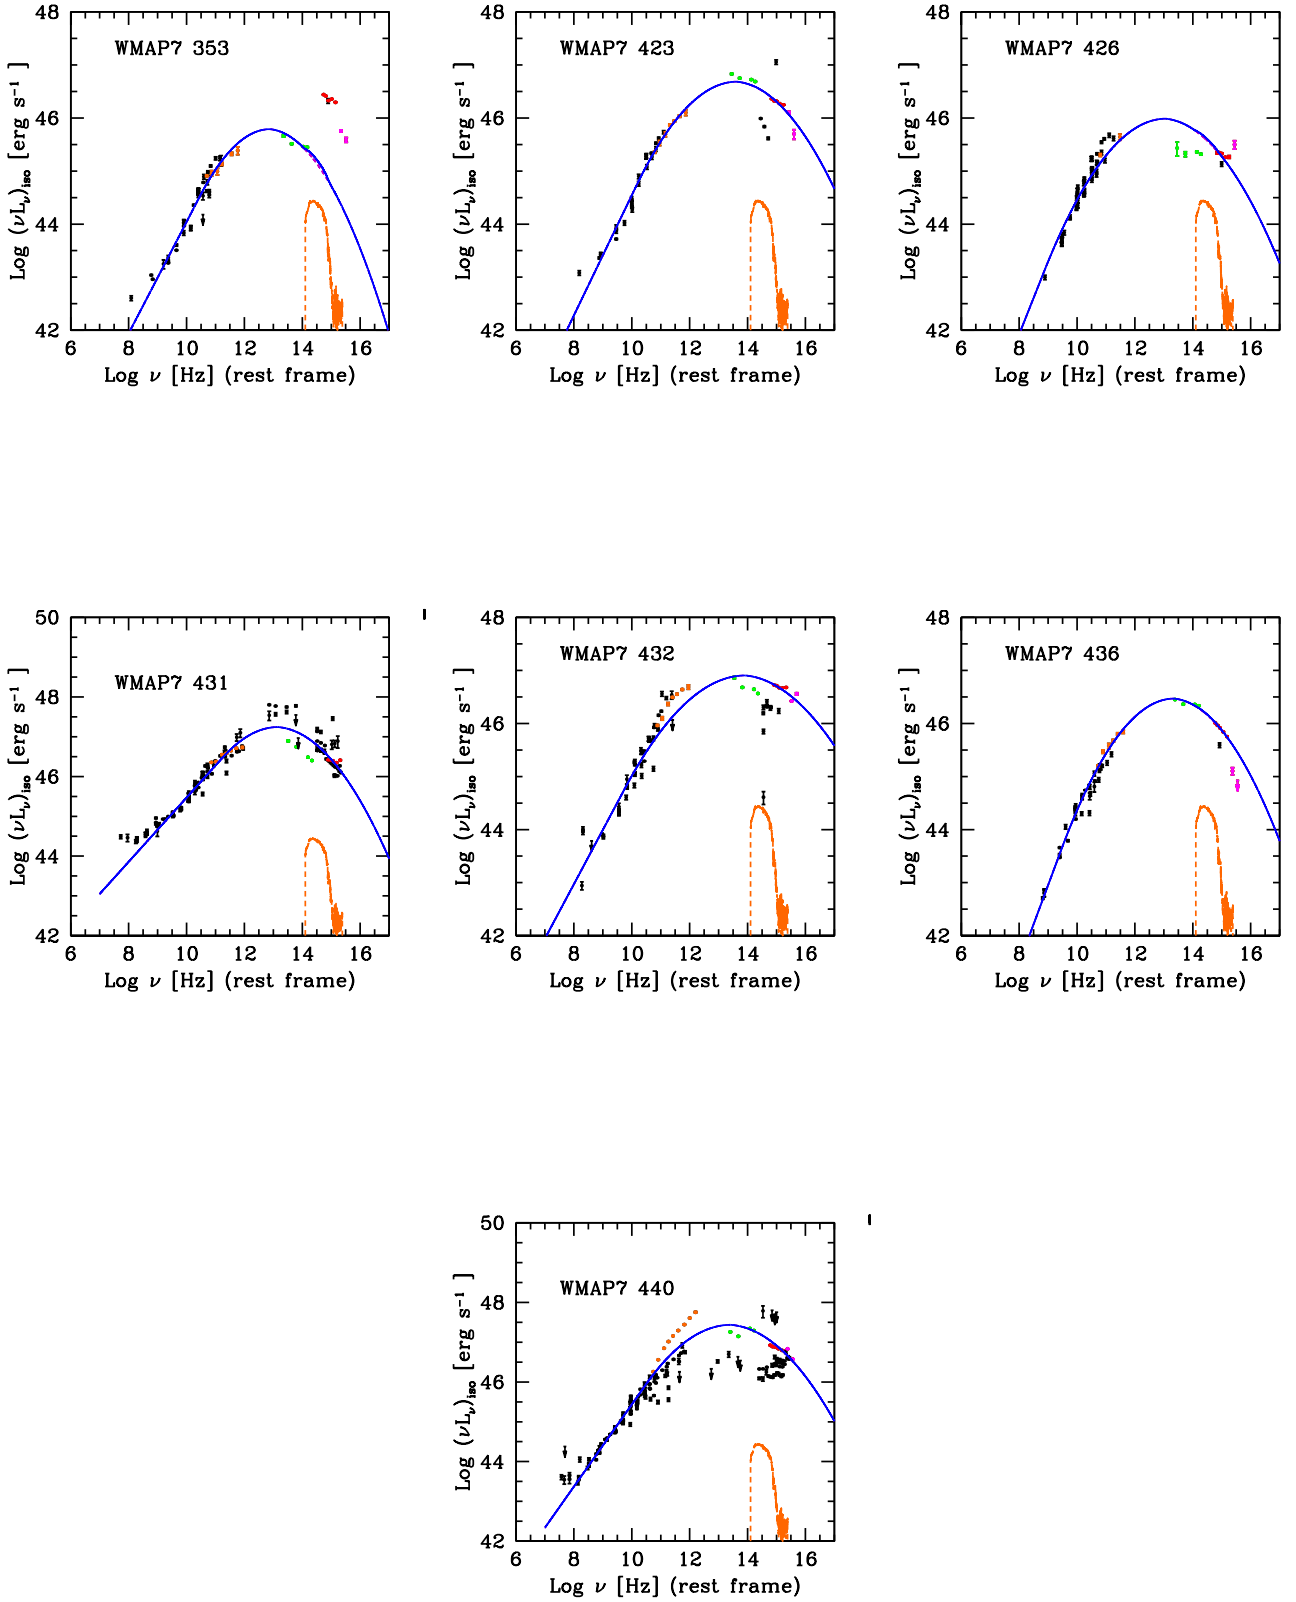 48
46
44
42
Log (νLν)iso [erg s⁻¹ ]
WMAP7 353
6 8 10 12 14 16
Log ν [Hz] (rest frame)
48
46
44
42
Log (νLν)iso [erg s⁻¹ ]
WMAP7 423
6 8 10 12 14 16
Log ν [Hz] (rest frame)
48
46
44
42
Log (νLν)iso [erg s⁻¹ ]
WMAP7 426
6 8 10 12 14 16
Log ν [Hz] (rest frame)
50
48
46
44
42
Log (νLν)iso [erg s⁻¹ ]
WMAP7 431
6 8 10 12 14 16
Log ν [Hz] (rest frame)
48
46
44
42
Log (νLν)iso [erg s⁻¹ ]
WMAP7 432
6 8 10 12 14 16
Log ν [Hz] (rest frame)
48
46
44
42
Log (νLν)iso [erg s⁻¹ ]
WMAP7 436
6 8 10 12 14 16
Log ν [Hz] (rest frame)
50
48
46
44
42
Log (νLν)iso [erg s⁻¹ ]
WMAP7 440
6 8 10 12 14 16
Log ν [Hz] (rest frame)